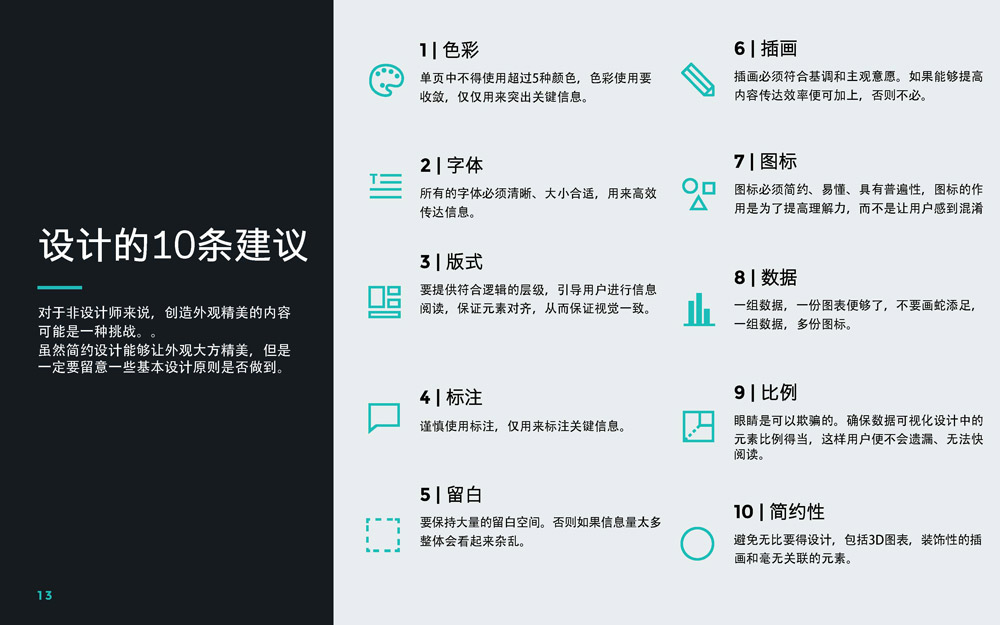 设计的10条建议
对于非设计师来说，创造外观精美的内容
可能是一种挑战。。
虽然简约设计能够让外观大方精美，但是
一定要留意一些基本设计原则是否做到。
13
1 | 色彩
单页中不得使用超过5种颜色，色彩使用要
收敛，仅仅用来突出关键信息。
2 | 字体
所有的字体必须清晰、大小合适，用来高效
传达信息。
3 | 版式
要提供符合逻辑的层级，引导用户进行信息
阅读，保证元素对齐，从而保证视觉一致。
4 | 标注
谨慎使用标注，仅用来标注关键信息。
5 | 留白
要保持大量的留白空间。否则如果信息量太多
整体会看起来杂乱。
6 | 插画
插画必须符合基调和主观意愿。如果能够提高
内容传达效率便可加上，否则不必。
7 | 图标
图标必须简约、易懂、具有普遍性，图标的作
用是为了提高理解力，而不是让用户感到混淆
8 | 数据
一组数据，一份图表便够了，不要画蛇添足，
一组数据，多份图标。
9 | 比例
眼睛是可以欺骗的。确保数据可视化设计中的
元素比例得当，这样用户便不会遗漏、无法快
阅读。
10 | 简约性
避免无比要得设计，包括3D图表，装饰性的插
画和毫无关联的元素。
T